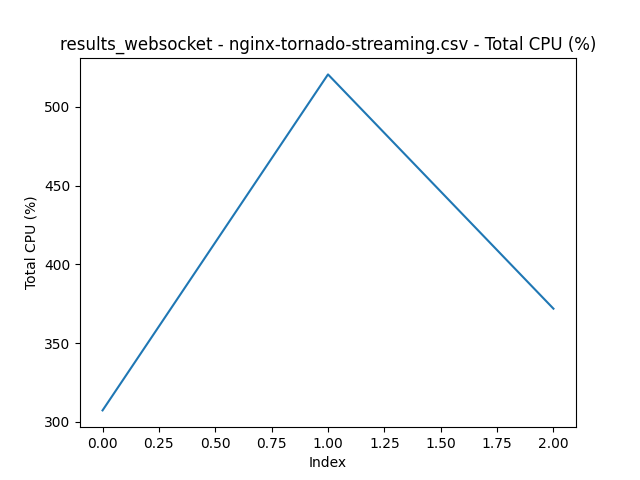 results_websocket - nginx-tornado-streaming.csv - Total CPU (%)
Total CPU (%)
500
450
400
350
300
0.00 0.25 0.50 0.75 1.00 1.25 1.50 1.75 2.00
Index